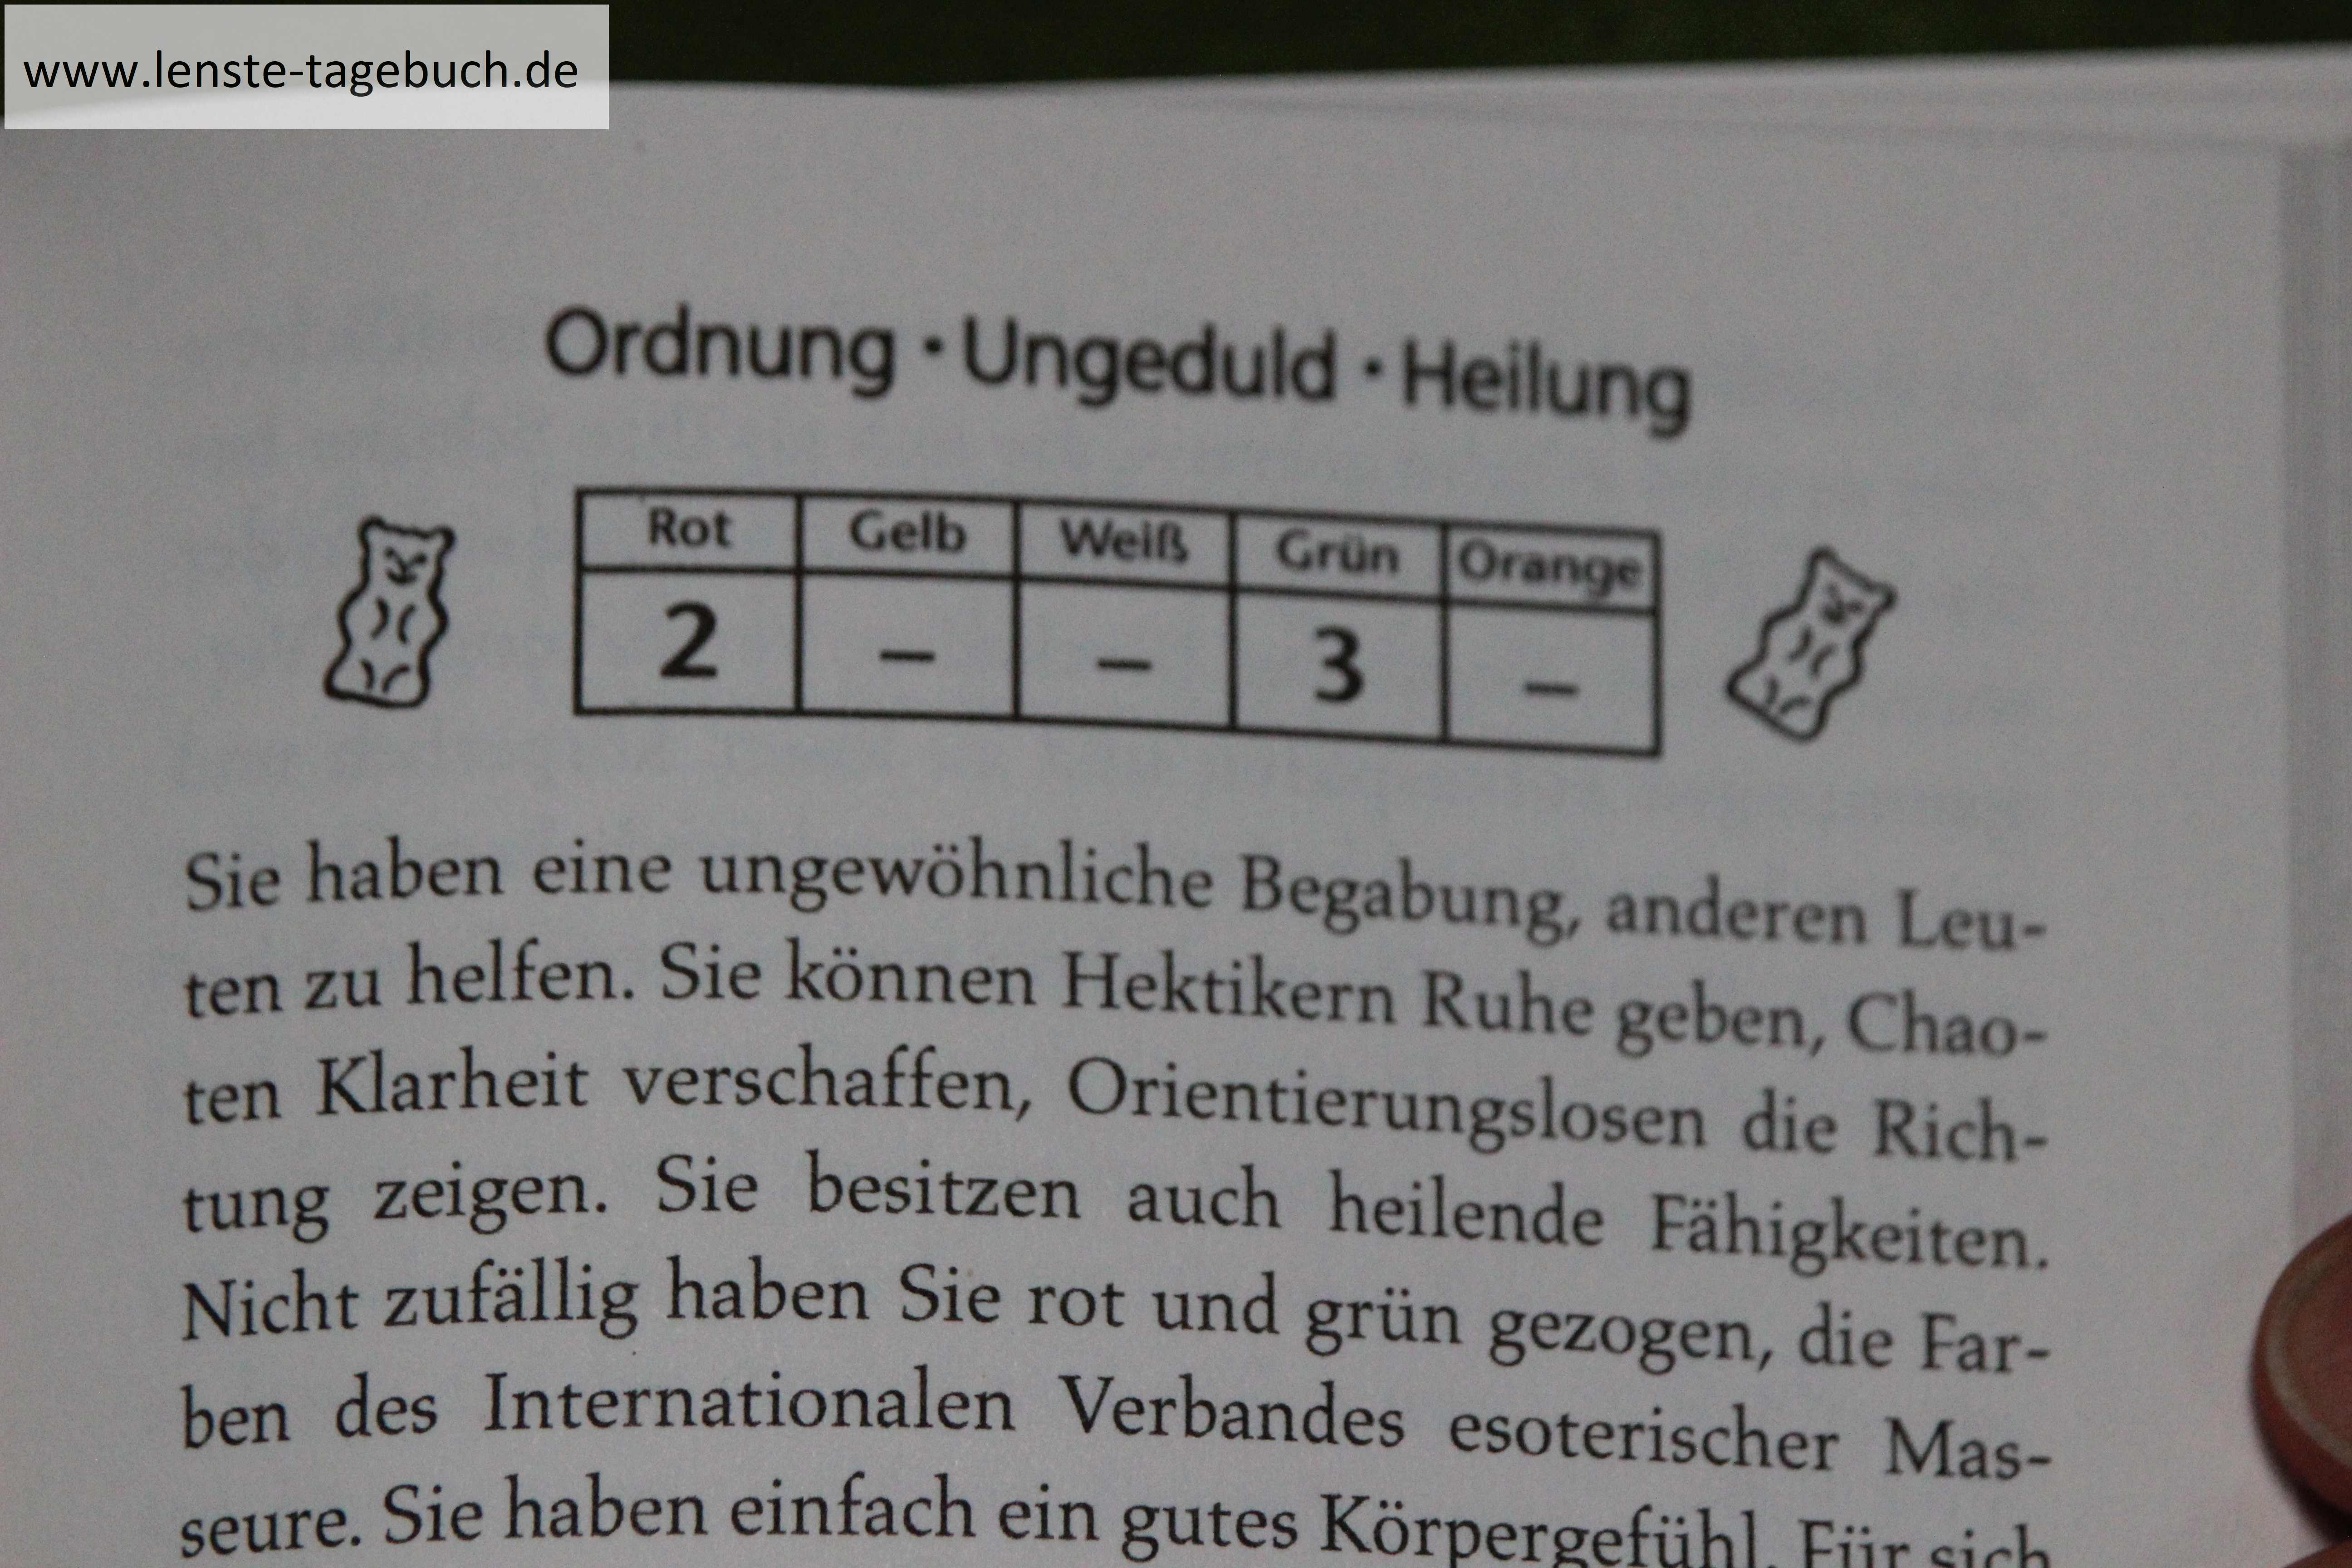 www.lenste-tagebuch.de
Ordnung · Ungeduld · Heilung
Rot Gelb Weiß Grün Orange
2 – – 3 –
Sie haben eine ungewöhnliche Begabung, anderen Leu-
ten zu helfen. Sie können Hektikern Ruhe geben, Chao-
ten Klarheit verschaffen, Orientierungslosen die Rich-
tung zeigen. Sie besitzen auch heilende Fähigkeiten.
Nicht zufällig haben Sie rot und grün gezogen, die Far-
ben des Internationalen Verbandes esoterischer Mas-
seure. Sie haben einfach ein gutes Körpergefühl. Für sich